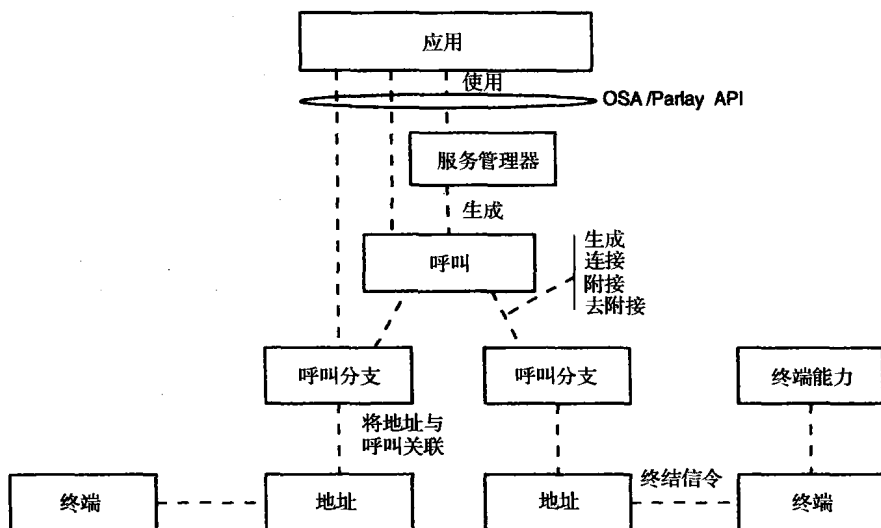 应用
使用
OSA/Parlay API
服务管理器
生成
呼叫
生成
连接
附接
去附接
呼叫分支
呼叫分支
终端能力
将地址与
呼叫关联
终端
地址
地址
终结信令
终端